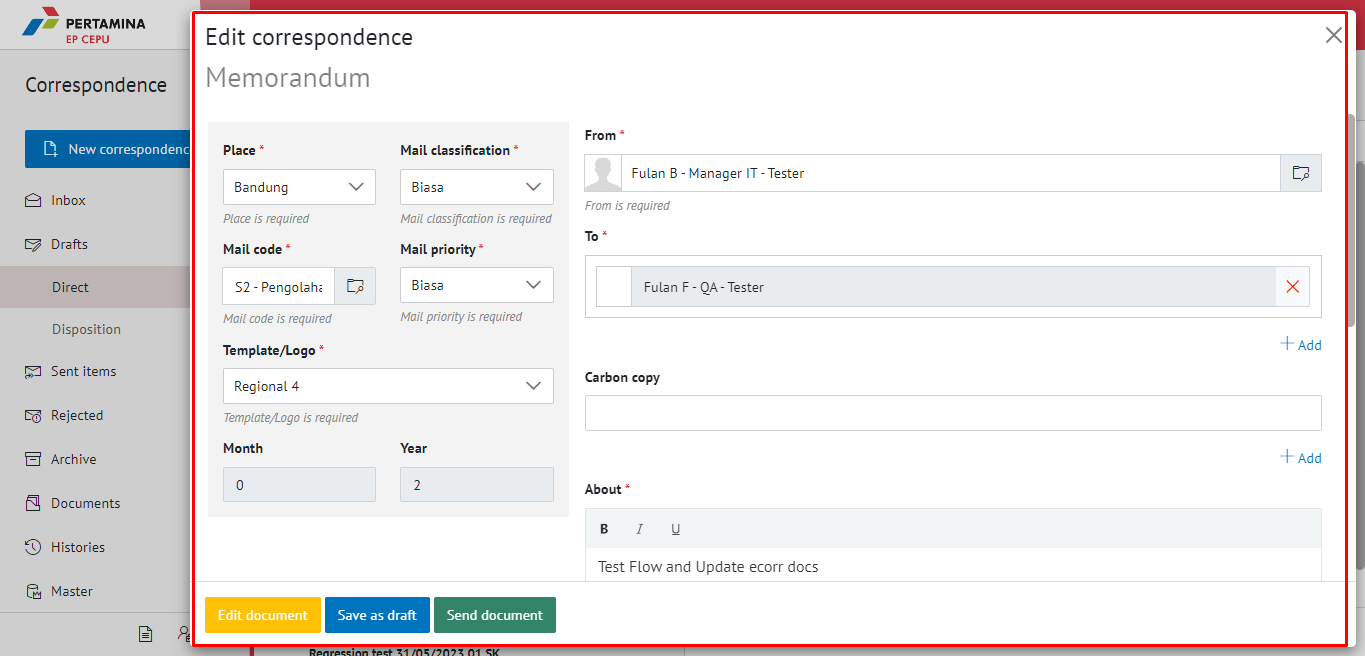 PERTAMINA
EP CEPU
Correspondence
New correspondenc
Inbox
Drafts
Direct
Disposition
Sent items
Rejected
Archive
Documents
Histories
Master
Edit correspondence
Memorandum
Place *
Mail classification *
Bandung
Biasa
Place is required
Mail classification is required
Mail code *
Mail priority *
S2 - Pengolaha
Biasa
Mail code is required
Mail priority is required
Template/Logo *
Regional 4
Template/Logo is required
Month
Year
0
2
From *
Fulan B - Manager IT - Tester
From is required
To *
Fulan F - QA - Tester
Add
Carbon copy
Add
About *
B I U
Test Flow and Update ecorr docs
Edit document
Save as draft
Send document
Regression test 31/05/2023 01 SK